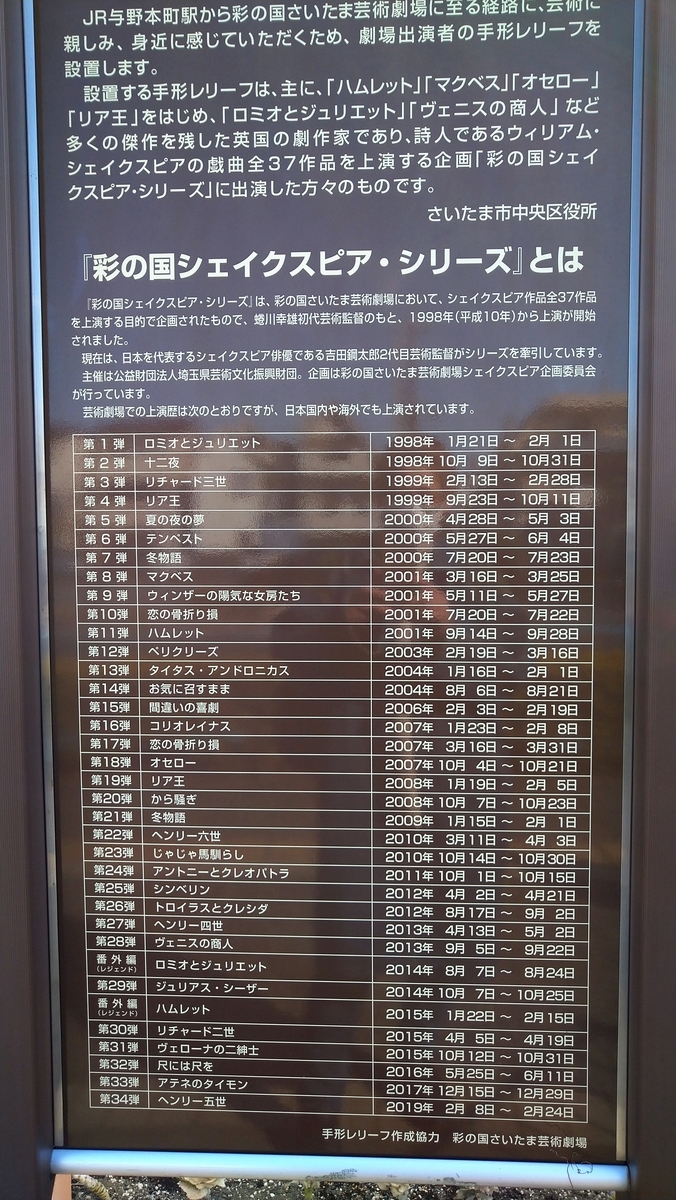 JR与野本町駅から彩の国さいたま芸術劇場に至る経路に、芸術に
親しみ、身近に感じていただくため、劇場出演者の手形レリーフを
設置します。
設置する手形レリーフは、主に、「ハムレット」「マクベス」「オセロー」
「リア王」をはじめ、「ロミオとジュリエット」「ヴェニスの商人」など
多くの傑作を残した英国の劇作家であり、詩人であるウィリアム・
シェイクスピアの戯曲全37作品を上演する企画「彩の国シェイ
クスピア・シリーズ」に出演した方々のものです。
さいたま市中央区役所
『彩の国シェイクスピア・シリーズ』とは
『彩の国シェイクスピア・シリーズ』は、彩の国さいたま芸術劇場において、シェイクスピア作品全37作品
を上演する目的で企画されたもので、蜷川幸雄初代芸術監督のもと、1998年(平成10年)から上演が開始
されました。
現在は、日本を代表するシェイクスピア俳優である吉田鋼太郎2代目芸術監督がシリーズを牽引しています。
主催は公益財団法人埼玉県芸術文化振興財団。企画は彩の国さいたま芸術劇場シェイクスピア企画委員会
が行っています。
芸術劇場での上演歴は次のとおりですが、日本国内や海外でも上演されています。
第1弾 ロミオとジュリエット 1998年 1月21日～ 2月 1日
第2弾 十二夜 1998年10月 9日～10月31日
第3弾 リチャード三世 1999年 2月13日～ 2月28日
第4弾 リア王 1999年 9月23日～10月11日
第5弾 夏の夜の夢 2000年 4月28日～ 5月 3日
第6弾 テンペスト 2000年 5月27日～ 6月 4日
第7弾 冬物語 2000年 7月20日～ 7月23日
第8弾 マクベス 2001年 3月16日～ 3月25日
第9弾 ウィンザーの陽気な女房たち 2001年 5月11日～ 5月27日
第10弾 恋の骨折り損 2001年 7月20日～ 7月22日
第11弾 ハムレット 2001年 9月14日～ 9月28日
第12弾 ペリクリーズ 2003年 2月19日～ 3月16日
第13弾 タイタス・アンドロニカス 2004年 1月16日～ 2月 1日
第14弾 お気に召すまま 2004年 8月 6日～ 8月21日
第15弾 間違いの喜劇 2006年 2月 3日～ 2月19日
第16弾 コリオレイナス 2007年 1月23日～ 2月 8日
第17弾 恋の骨折り損 2007年 3月16日～ 3月31日
第18弾 オセロー 2007年10月 4日～10月21日
第19弾 リア王 2008年 1月19日～ 2月 5日
第20弾 から騒ぎ 2008年10月 7日～10月23日
第21弾 冬物語 2009年 1月15日～ 2月 1日
第22弾 ヘンリー六世 2010年 3月11日～ 4月 3日
第23弾 じゃじゃ馬馴らし 2010年10月14日～10月30日
第24弾 アントニーとクレオパトラ 2011年10月 1日～10月15日
第25弾 シンベリン 2012年 4月 2日～ 4月21日
第26弾 トロイラスとクレシダ 2012年 8月17日～ 9月 2日
第27弾 ヘンリー四世 2013年 4月13日～ 5月 2日
第28弾 ヴェニスの商人 2013年 9月 5日～ 9月22日
番外編(レジェンド) ロミオとジュリエット 2014年 8月 7日～ 8月24日
第29弾 ジュリアス・シーザー 2014年10月 7日～10月25日
番外編(レジェンド) ハムレット 2015年 1月22日～ 2月15日
第30弾 リチャード二世 2015年 4月 5日～ 4月19日
第31弾 ヴェローナの二紳士 2015年10月12日～10月31日
第32弾 尺には尺を 2016年 5月25日～ 6月11日
第33弾 アテネのタイモン 2017年12月15日～12月29日
第34弾 ヘンリー五世 2019年 2月 8日～ 2月24日
手形レリーフ作成協力 彩の国さいたま芸術劇場